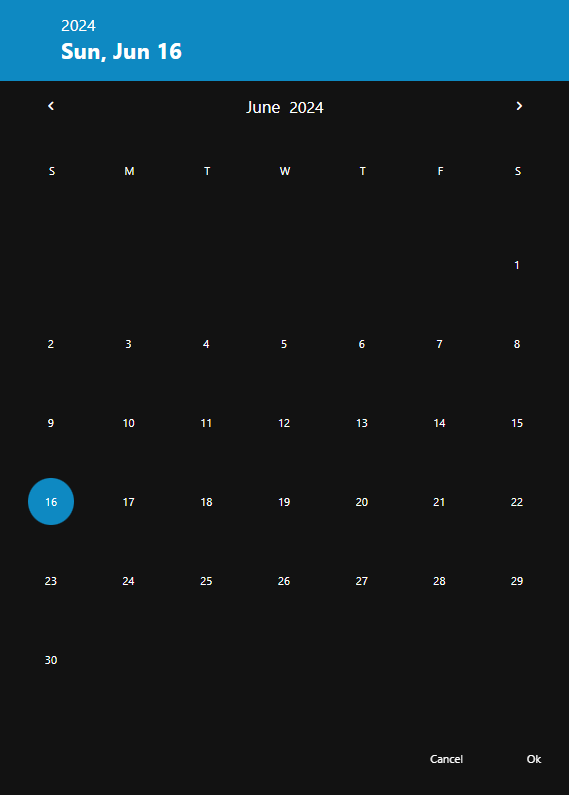 2024
Sun, Jun 16
June 2024
S M T W T F S
1
2 3 4 5 6 7 8
9 10 11 12 13 14 15
16 17 18 19 20 21 22
23 24 25 26 27 28 29
30
Cancel Ok